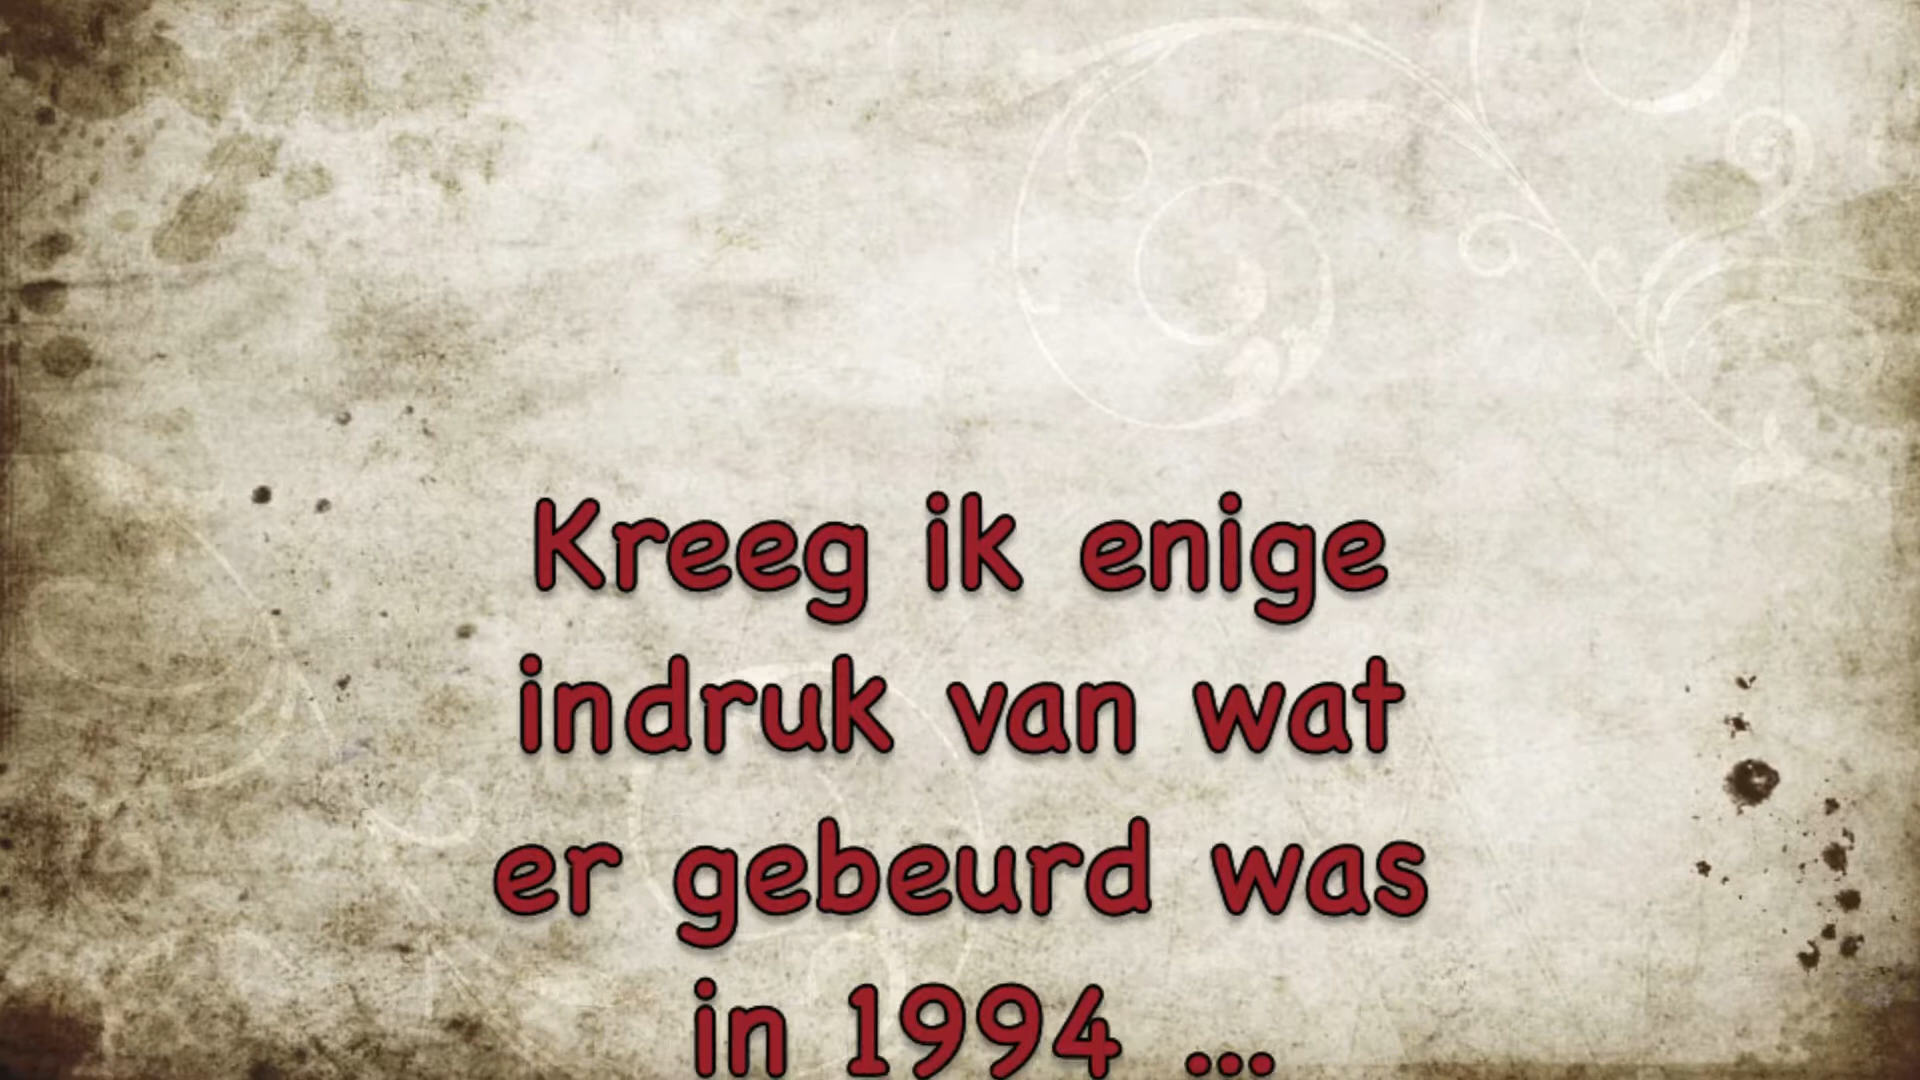 Kreeg ik enige
indruk van wat
er gebeurd was
in 1994 ...